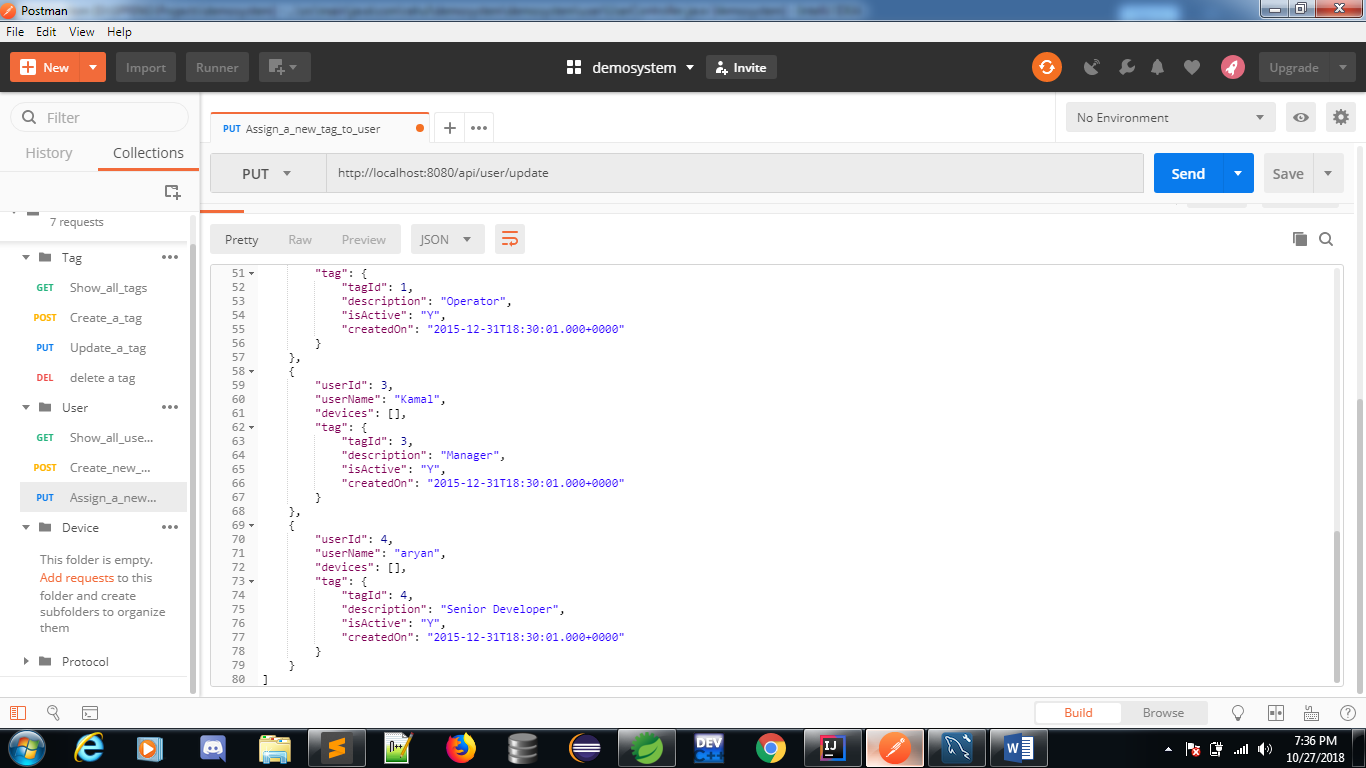 Postman
File Edit View Help
New Import Runner demosystem Invite Upgrade
Filter
History Collections
7 requests
Tag
GET Show_all_tags
POST Create_a_tag
PUT Update_a_tag
DEL delete a tag
User
GET Show_all_use...
POST Create_new_...
PUT Assign_a_new...
Device
This folder is empty.
Add requests to this
folder and create
subfolders to organize
them
Protocol
PUT Assign_a_new_tag_to_user
No Environment
PUT http://localhost:8080/api/user/update Send Save
Pretty Raw Preview JSON
51 "tag": {
52 "tagId": 1,
53 "description": "Operator",
54 "isActive": "Y",
55 "createdOn": "2015-12-31T18:30:01.000+0000"
56 }
57 },
58 {
59 "userId": 3,
60 "userName": "Kamal",
61 "devices": [],
62 "tag": {
63 "tagId": 3,
64 "description": "Manager",
65 "isActive": "Y",
66 "createdOn": "2015-12-31T18:30:01.000+0000"
67 }
68 },
69 {
70 "userId": 4,
71 "userName": "aryan",
72 "devices": [],
73 "tag": {
74 "tagId": 4,
75 "description": "Senior Developer",
76 "isActive": "Y",
77 "createdOn": "2015-12-31T18:30:01.000+0000"
78 }
79 }
80 ]
Build Browse
DEV
C++
IJ
W
7:36 PM
10/27/2018